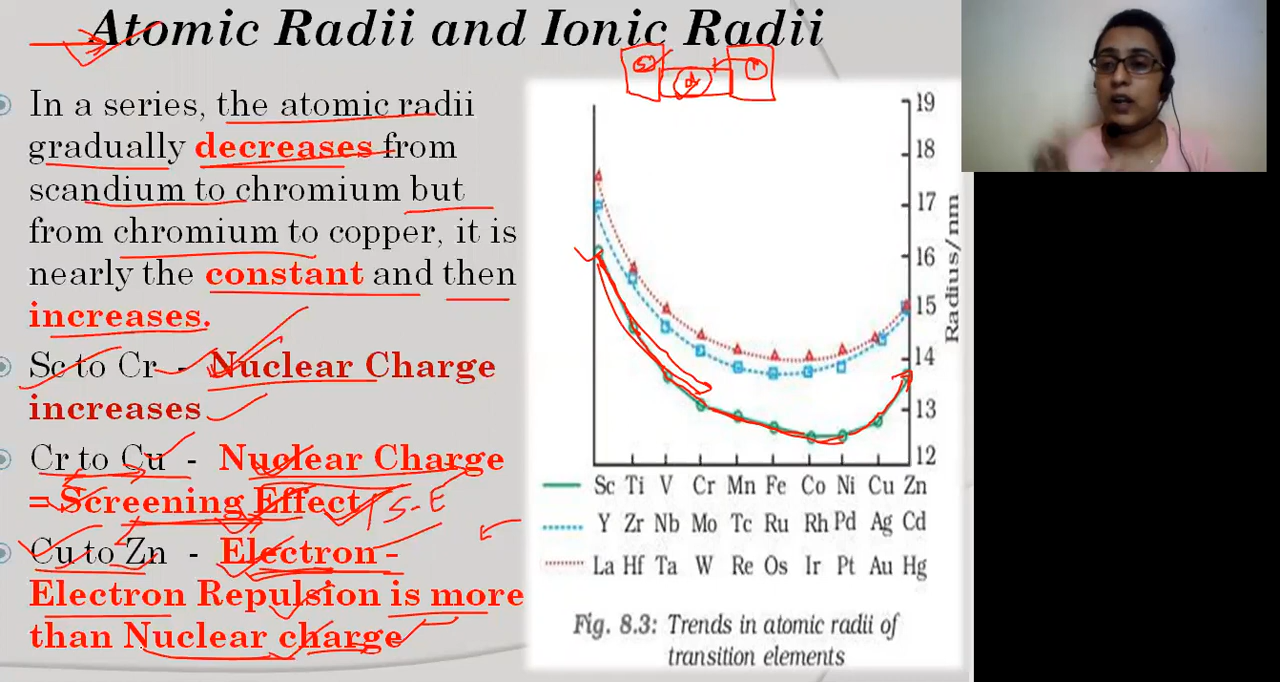 Atomic Radii and Ionic Radii
In a series, the atomic radii
gradually decreases from
scandium to chromium but
from chromium to copper, it is
nearly the constant and then
increases.
Sc to Cr - Nuclear Charge
increases
Cr to Cu - Nuclear Charge
= Screening Effect / S-E
Cu to Zn - Electron -
Electron Repulsion is more
than Nuclear charge
s d
19
18
17
16
15
14
13
12
Radius/nm
Sc Ti V Cr Mn Fe Co Ni Cu Zn
Y Zr Nb Mo Tc Ru Rh Pd Ag Cd
La Hf Ta W Re Os Ir Pt Au Hg
Fig. 8.3: Trends in atomic radii of
transition elements